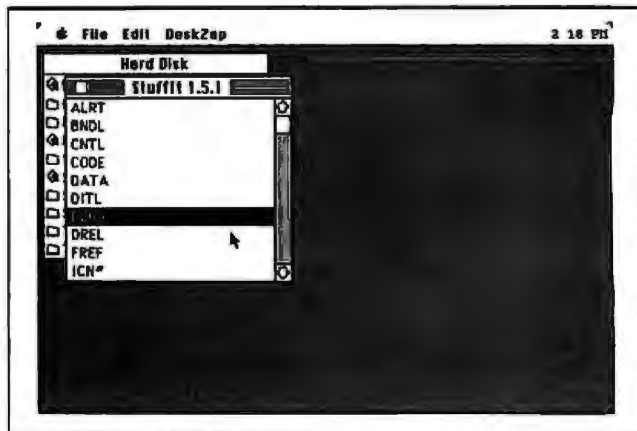 File Edit DeskZap 2 18 PM
Hard Disk
StuffIt 1.5.1
ALRT
BNDL
CNTL
CODE
DATA
DITL
DREL
FREF
ICN#